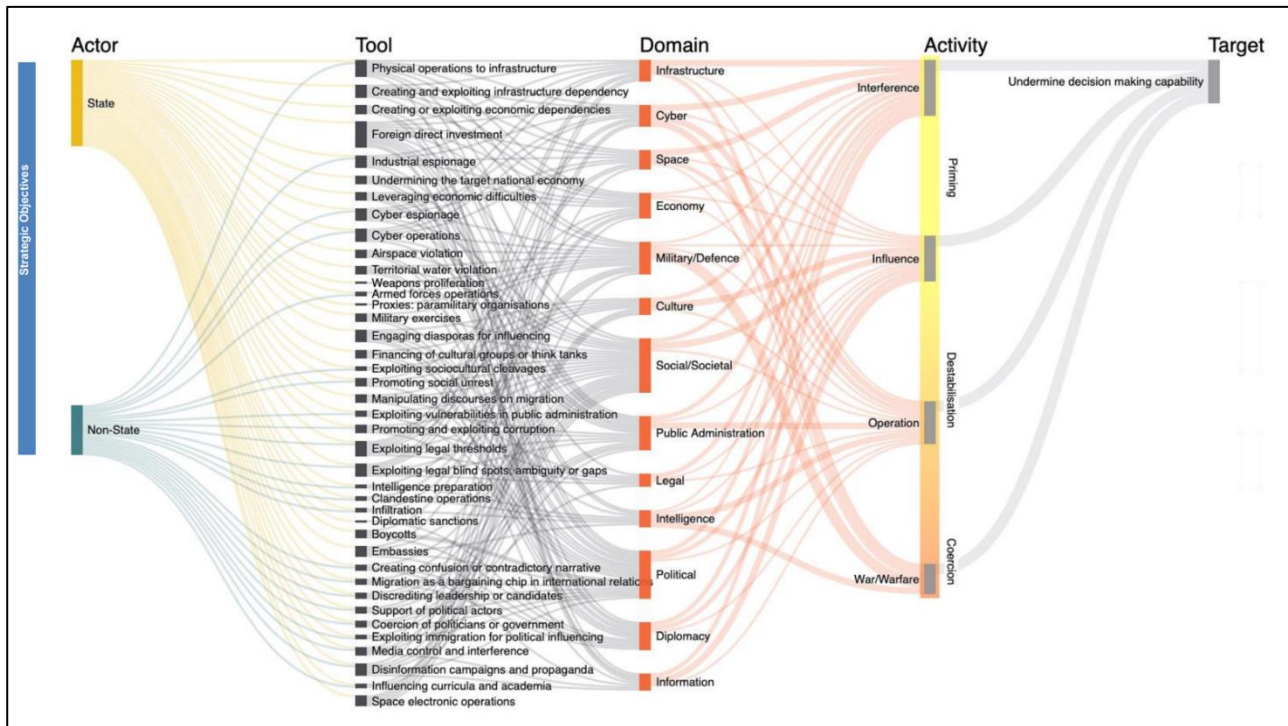 Actor
Tool
Domain
Activity
Target
Strategic Objectives
State
Non-State
Physical operations to infrastructure
Creating and exploiting infrastructure dependency
Creating or exploiting economic dependencies
Foreign direct investment
Industrial espionage
Undermining the target national economy
Leveraging economic difficulties
Cyber espionage
Cyber operations
Airspace violation
Territorial water violation
Weapons proliferation
Armed forces operations
Proxies: paramilitary organisations
Military exercises
Engaging diasporas for influencing
Financing of cultural groups or think tanks
Exploiting sociocultural cleavages
Promoting social unrest
Manipulating discourses on migration
Exploiting vulnerabilities in public administration
Promoting and exploiting corruption
Exploiting legal thresholds
Exploiting legal blind spots, ambiguity or gaps
Intelligence preparation
Clandestine operations
Infiltration
Diplomatic sanctions
Boycotts
Embassies
Creating confusion or contradictory narrative
Migration as a bargaining chip in international relations
Discrediting leadership or candidates
Support of political actors
Coercion of politicians or government
Exploiting immigration for political influencing
Media control and interference
Disinformation campaigns and propaganda
Influencing curricula and academia
Space electronic operations
Infrastructure
Cyber
Space
Economy
Military/Defence
Culture
Social/Societal
Public Administration
Legal
Intelligence
Political
Diplomacy
Information
Interference
Influence
Operation
War/Warfare
Priming
Destabilisation
Coercion
Undermine decision making capability